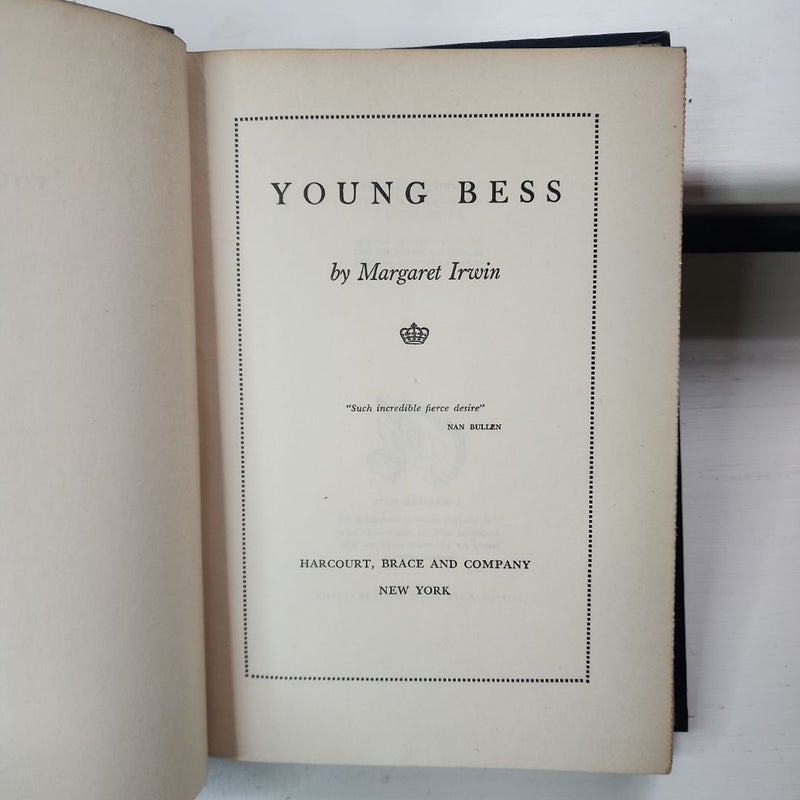 YOUNG BESS
by Margaret Irwin
"Such incredible fierce desire"
NAN BULLEN
HARCOURT, BRACE AND COMPANY
NEW YORK